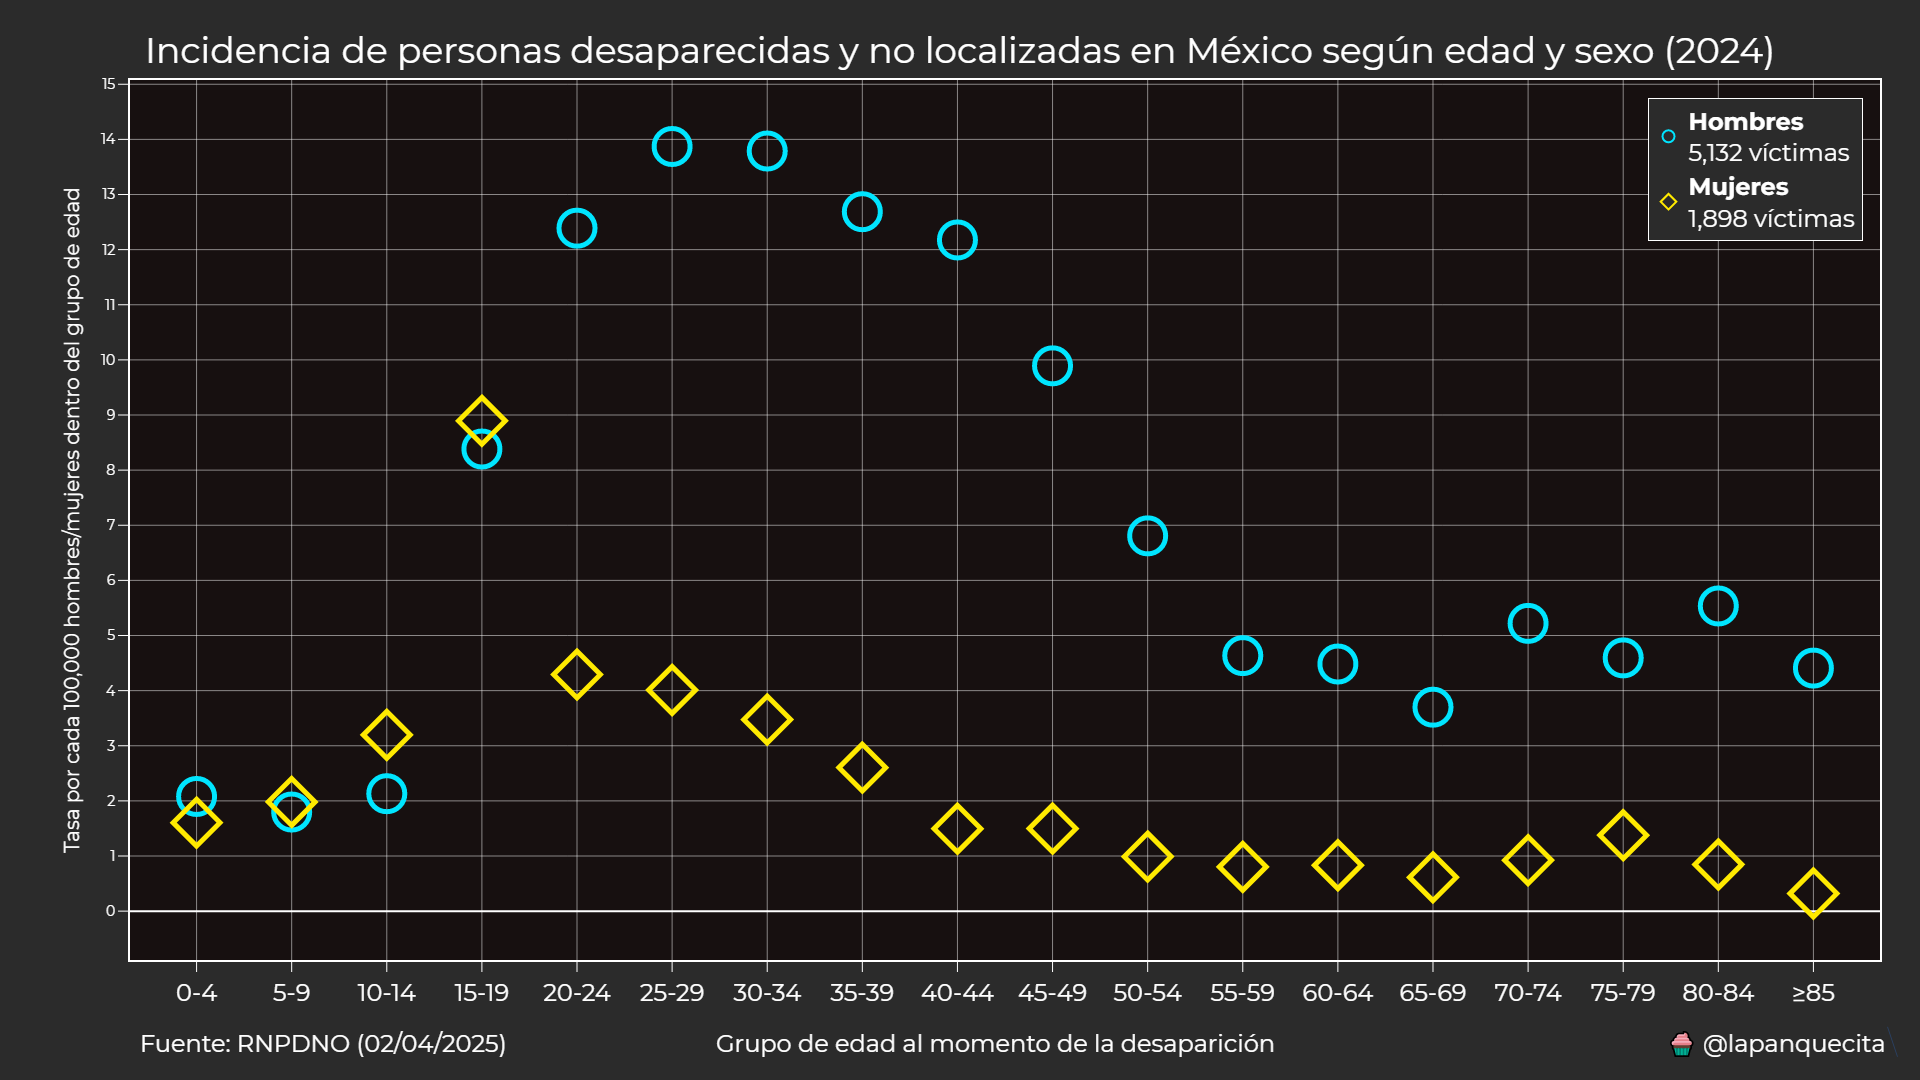 Incidencia de personas desaparecidas y no localizadas en México según edad y sexo (2024)
Hombres
5,132 víctimas
Mujeres
1,898 víctimas
Tasa por cada 100,000 hombres/mujeres dentro del grupo de edad
15
14
13
12
11
10
9
8
7
6
5
4
3
2
1
0
0-4 5-9 10-14 15-19 20-24 25-29 30-34 35-39 40-44 45-49 50-54 55-59 60-64 65-69 70-74 75-79 80-84 ≥85
Fuente: RNPDNO (02/04/2025)
Grupo de edad al momento de la desaparición
@lapanquecita